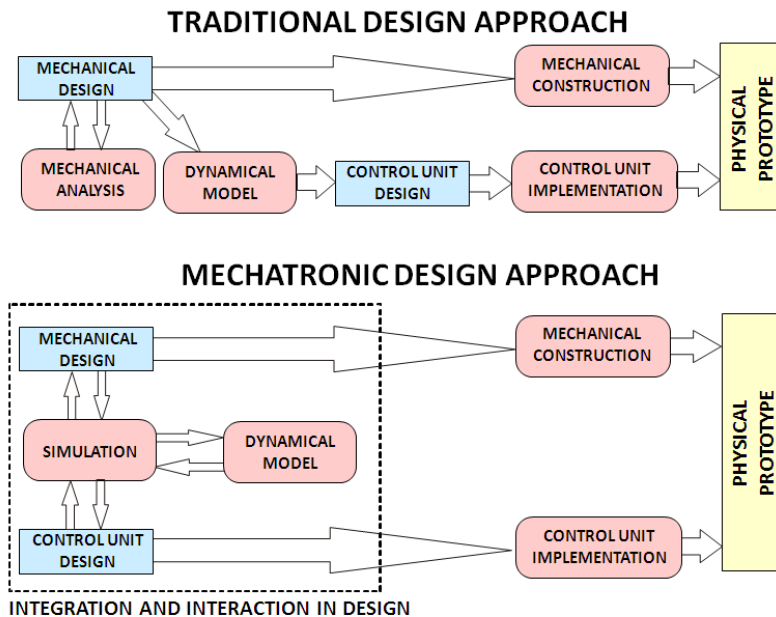 TRADITIONAL DESIGN APPROACH
MECHANICAL
DESIGN
MECHANICAL
CONSTRUCTION
PHYSICAL
PROTOTYPE
MECHANICAL
ANALYSIS
DYNAMICAL
MODEL
CONTROL UNIT
DESIGN
CONTROL UNIT
IMPLEMENTATION
MECHATRONIC DESIGN APPROACH
MECHANICAL
DESIGN
MECHANICAL
CONSTRUCTION
PHYSICAL
PROTOTYPE
SIMULATION
DYNAMICAL
MODEL
CONTROL UNIT
DESIGN
CONTROL UNIT
IMPLEMENTATION
INTEGRATION AND INTERACTION IN DESIGN